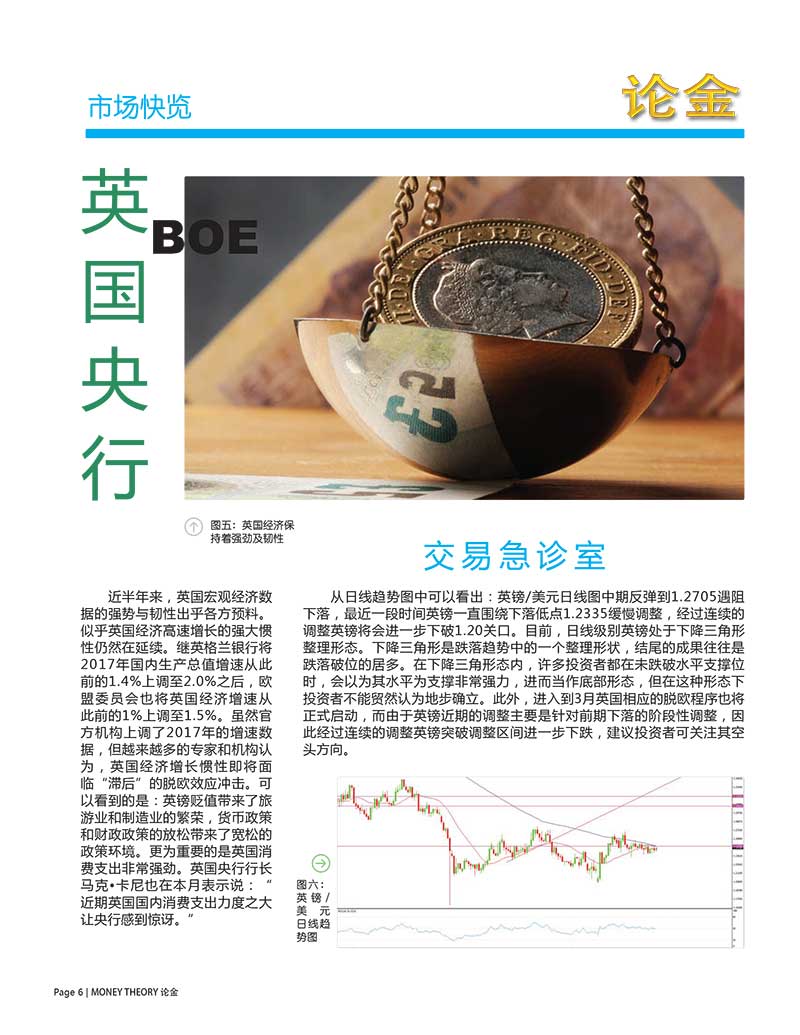 市场快览
论金
英国央行
BOE
DEI·GRA·REG·FID·DEF
£2
图五：英国经济保
持着强劲及韧性
近半年来，英国宏观经济数
据的强势与韧性出乎各方预料。
似乎英国经济高速增长的强大惯
性仍然在延续。继英格兰银行将
2017年国内生产总值增速从此
前的1.4%上调至2.0%之后，欧
盟委员会也将英国经济增速从
此前的1%上调至1.5%。虽然官
方机构上调了2017年的增速数
据，但越来越多的专家和机构认
为，英国经济增长惯性即将面
临“滞后”的脱欧效应冲击。可
以看到的是：英镑贬值带来了旅
游业和制造业的繁荣，货币政策
和财政政策的放松带来了宽松的
政策环境。更为重要的是英国消
费支出非常强劲。英国央行行长
马克•卡尼也在本月表示说：“
近期英国国内消费支出力度之大
让央行感到惊讶。“
交易急诊室
从日线趋势图中可以看出：英镑/美元日线图中期反弹到1.2705遇阻
下落，最近一段时间英镑一直围绕下落低点1.2335缓慢调整，经过连续的
调整英镑将会进一步下破1.20关口。目前，日线级别英镑处于下降三角形
整理形态。下降三角形是跌落趋势中的一个整理形状，结尾的成果往往是
跌落破位的居多。在下降三角形态内，许多投资者都在未跌破水平支撑位
时，会以为其水平为支撑非常强力，进而当作底部形态，但在这种形态下
投资者不能贸然认为地步确立。此外，进入到3月英国相应的脱欧程序也将
正式启动，而由于英镑近期的调整主要是针对前期下落的阶段性调整，因
此经过连续的调整英镑突破调整区间进一步下跌，建议投资者可关注其空
头方向。
图六：
英镑/
美元
日线趋
势图
Page 6 | MONEY THEORY 论金